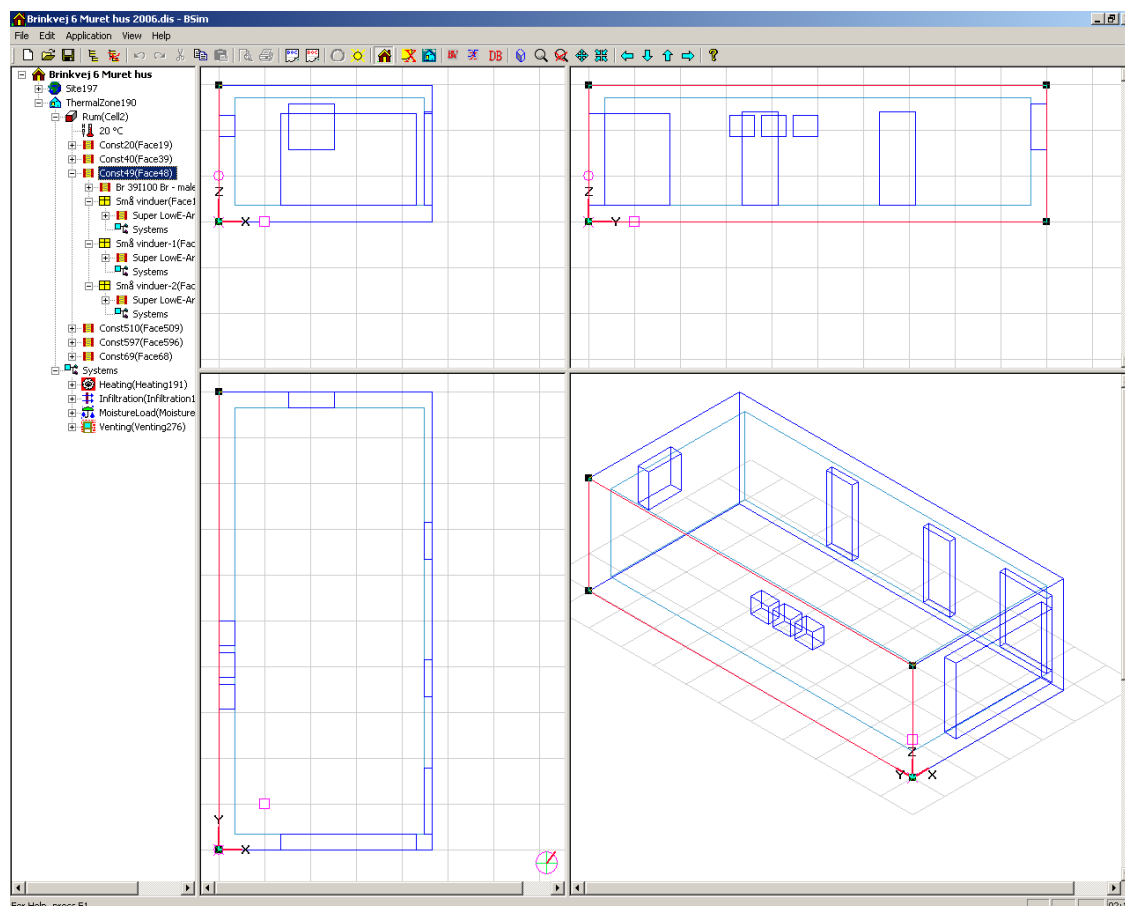 Brinkvej 6 Muret hus 2006.dis - BSim
File Edit Application View Help
DOC DOC BV DB ?
Brinkvej 6 Muret hus
Site197
ThermalZone190
Rum(Cell2)
20 °C
Const20(Face19)
Const40(Face39)
Const49(Face48)
Br 39I100 Br - male
Små vinduer(Face1
Super LowE-Ar
Systems
Små vinduer-1(Fac
Super LowE-Ar
Systems
Små vinduer-2(Fac
Super LowE-Ar
Systems
Const510(Face509)
Const597(Face596)
Const69(Face68)
Systems
Heating(Heating191)
Infiltration(Infiltration1
MoistureLoad(Moisture
Venting(Venting276)
Z
X
Z
Y
Y
X
Z
Y
X
For Help, press F1